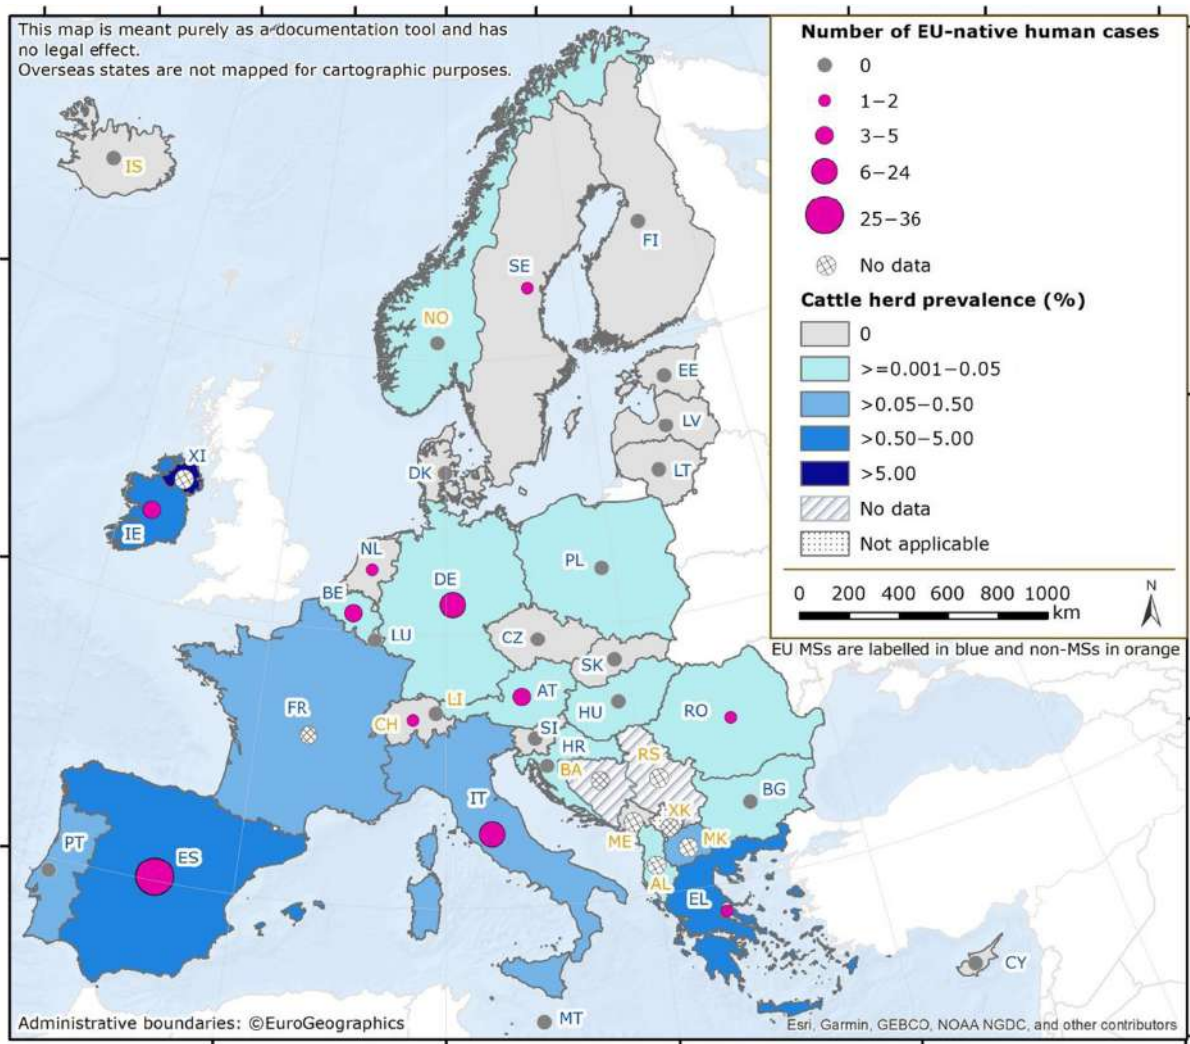 This map is meant purely as a documentation tool and has
no legal effect.
Overseas states are not mapped for cartographic purposes.
Number of EU-native human cases
0
1−2
3−5
6−24
25−36
No data
Cattle herd prevalence (%)
0
>=0.001−0.05
>0.05−0.50
>0.50−5.00
>5.00
No data
Not applicable
0 200 400 600 800 1000
km
N
EU MSs are labelled in blue and non-MSs in orange
IS
FI
SE
NO
EE
LV
LT
DK
XI
IE
NL
BE
DE
PL
LU
CZ
SK
LI
AT
CH
HU
RO
FR
SI
HR
BA
RS
BG
IT
XK
ME
MK
PT
ES
AL
EL
CY
MT
Administrative boundaries: ©EuroGeographics
Esri, Garmin, GEBCO, NOAA NGDC, and other contributors